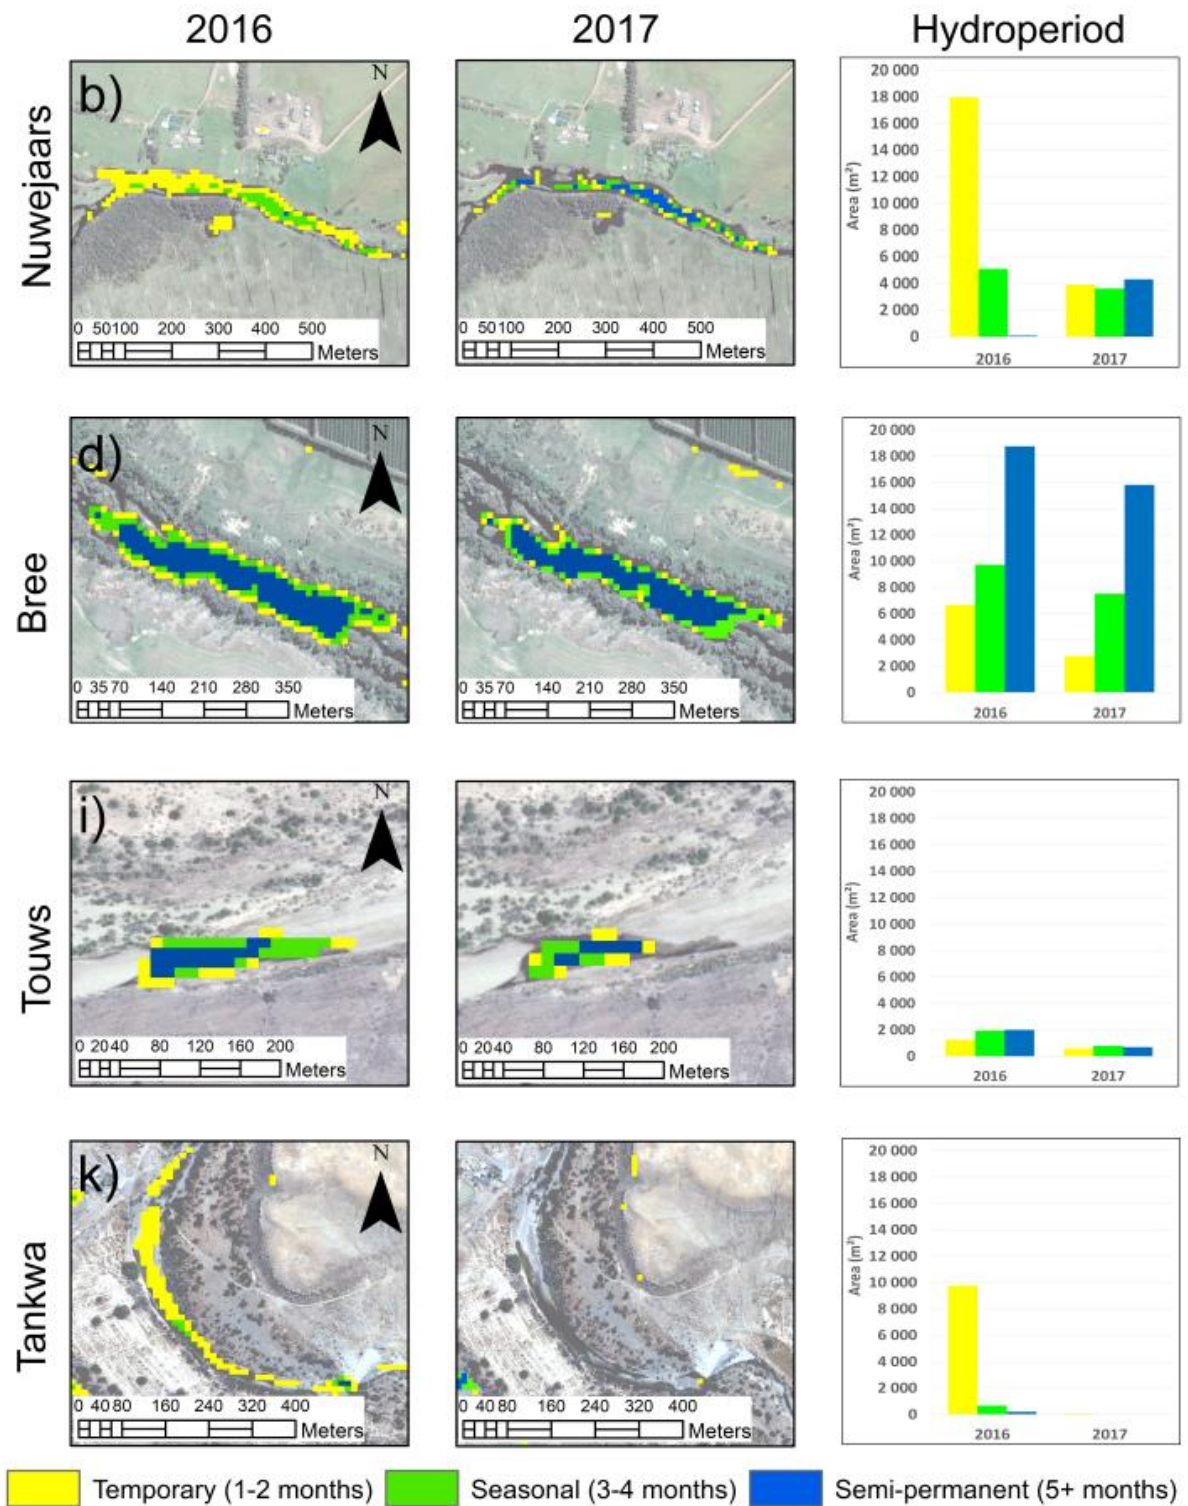 2016 2017 Hydroperiod
Nuwejaars
b)
N
0 50100 200 300 400 500
Meters
0 50100 200 300 400 500
Meters
20 000
18 000
16 000
14 000
12 000
10 000
8 000
6 000
4 000
2 000
0
Area (m²)
2016 2017
Bree
d)
N
0 35 70 140 210 280 350
Meters
0 35 70 140 210 280 350
Meters
20 000
18 000
16 000
14 000
12 000
10 000
8 000
6 000
4 000
2 000
0
Area (m²)
2016 2017
Touws
i)
N
0 2040 80 120 160 200
Meters
0 2040 80 120 160 200
Meters
20 000
18 000
16 000
14 000
12 000
10 000
8 000
6 000
4 000
2 000
0
Area (m²)
2016 2017
Tankwa
k)
N
0 40 80 160 240 320 400
Meters
0 40 80 160 240 320 400
Meters
20 000
18 000
16 000
14 000
12 000
10 000
8 000
6 000
4 000
2 000
0
Area (m²)
2016 2017
Temporary (1-2 months) Seasonal (3-4 months) Semi-permanent (5+ months)